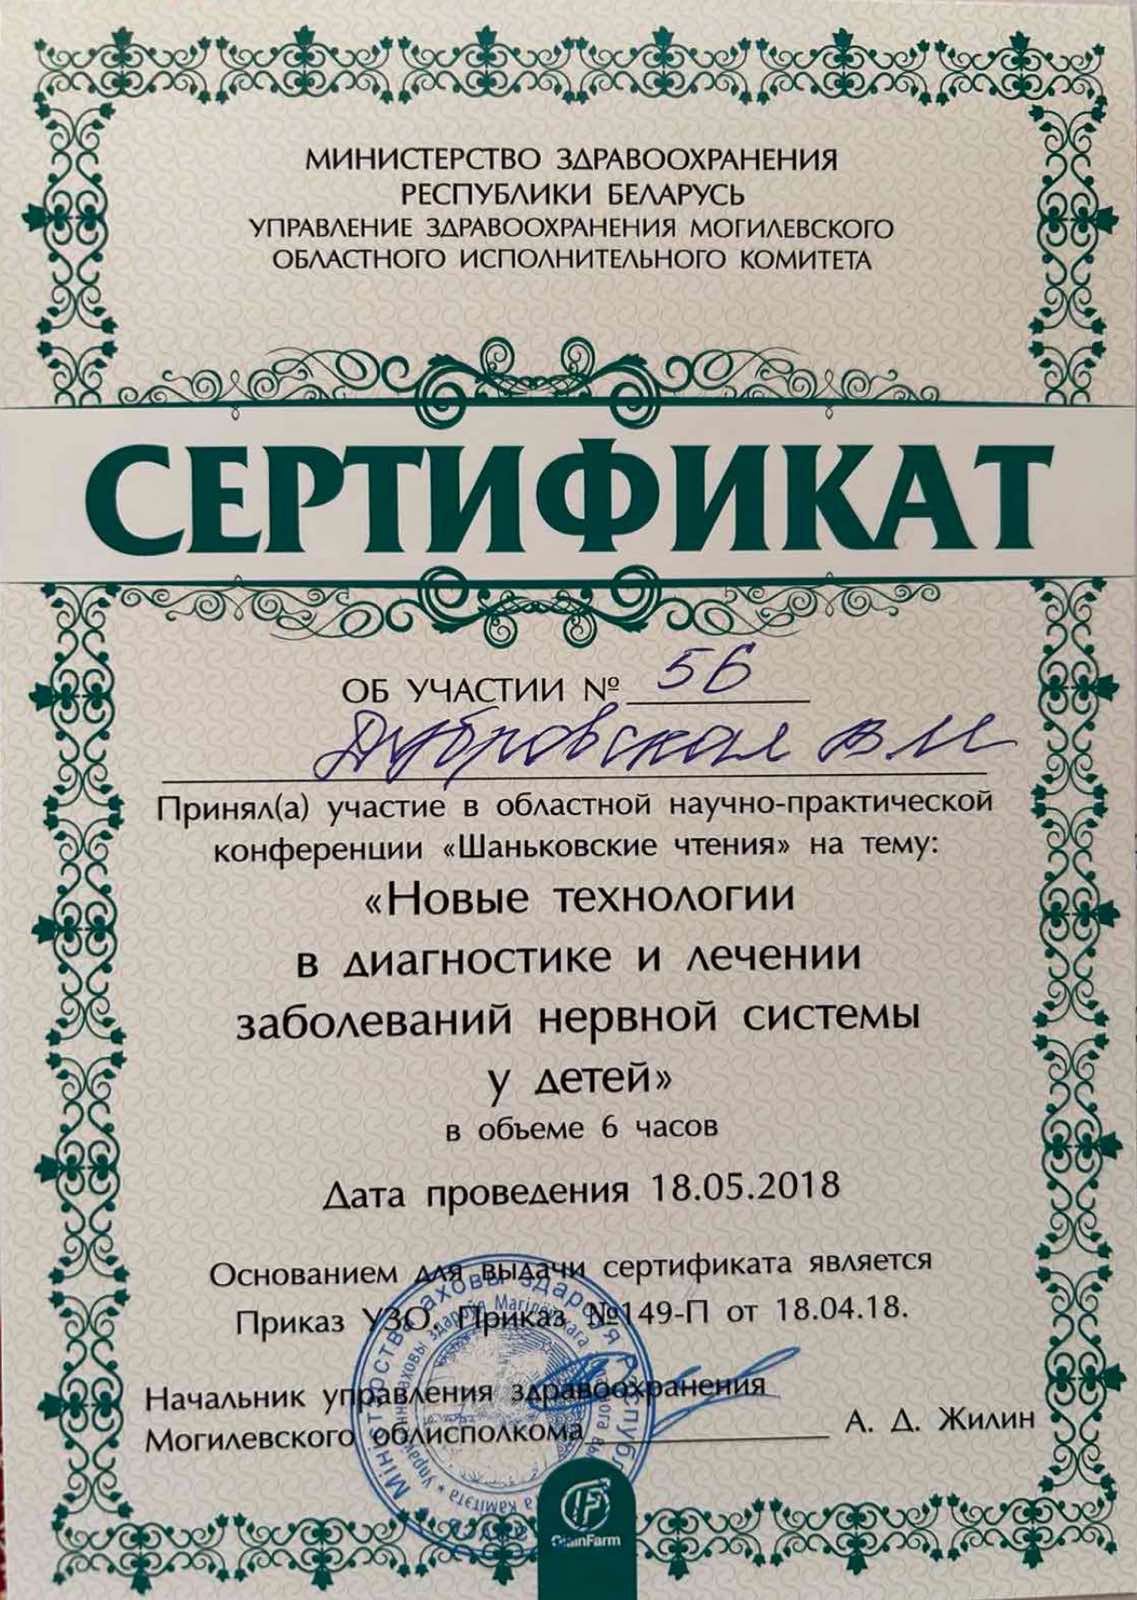 МИНИСТЕРСТВО ЗДРАВООХРАНЕНИЯ
РЕСПУБЛИКИ БЕЛАРУСЬ
УПРАВЛЕНИЕ ЗДРАВООХРАНЕНИЯ МОГИЛЕВСКОГО
ОБЛАСТНОГО ИСПОЛНИТЕЛЬНОГО КОМИТЕТА
СЕРТИФИКАТ
ОБ УЧАСТИИ № 56
Дубровская В М
Принял(а) участие в областной научно-практической
конференции «Шаньковские чтения» на тему:
«Новые технологии
в диагностике и лечении
заболеваний нервной системы
у детей»
в объеме 6 часов
Дата проведения 18.05.2018
Основанием для выдачи сертификата является
Приказ УЗО. Приказ №149-П от 18.04.18.
Начальник управления здравоохранения
Могилевского облисполкома А. Д. Жилин
GrinFarm